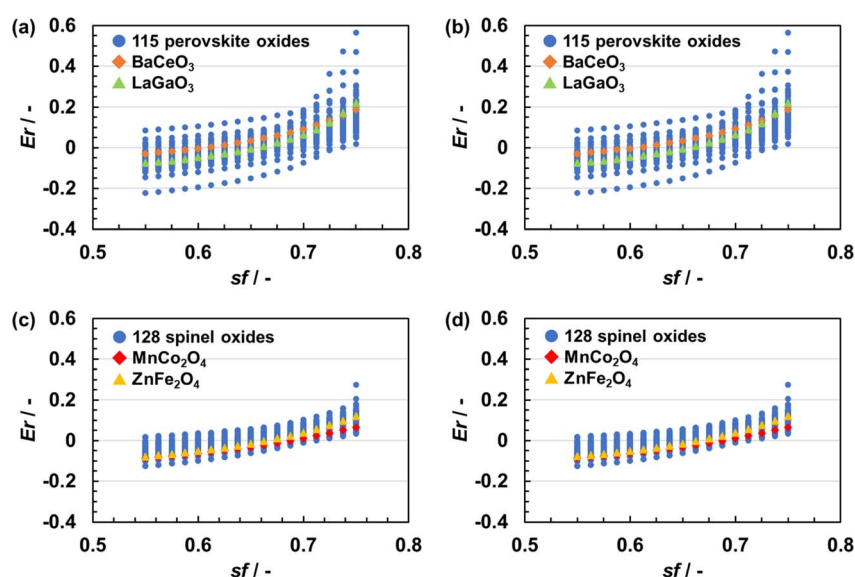 (a)
115 perovskite oxides
BaCeO₃
LaGaO₃
Er / -
0.6
0.4
0.2
0
-0.2
-0.4
0.5
0.6
0.7
0.8
sf / -
(b)
115 perovskite oxides
BaCeO₃
LaGaO₃
Er / -
0.6
0.4
0.2
0
-0.2
-0.4
0.5
0.6
0.7
0.8
sf / -
(c)
128 spinel oxides
MnCo₂O₄
ZnFe₂O₄
Er / -
0.6
0.4
0.2
0
-0.2
-0.4
0.5
0.6
0.7
0.8
sf / -
(d)
128 spinel oxides
MnCo₂O₄
ZnFe₂O₄
Er / -
0.6
0.4
0.2
0
-0.2
-0.4
0.5
0.6
0.7
0.8
sf / -